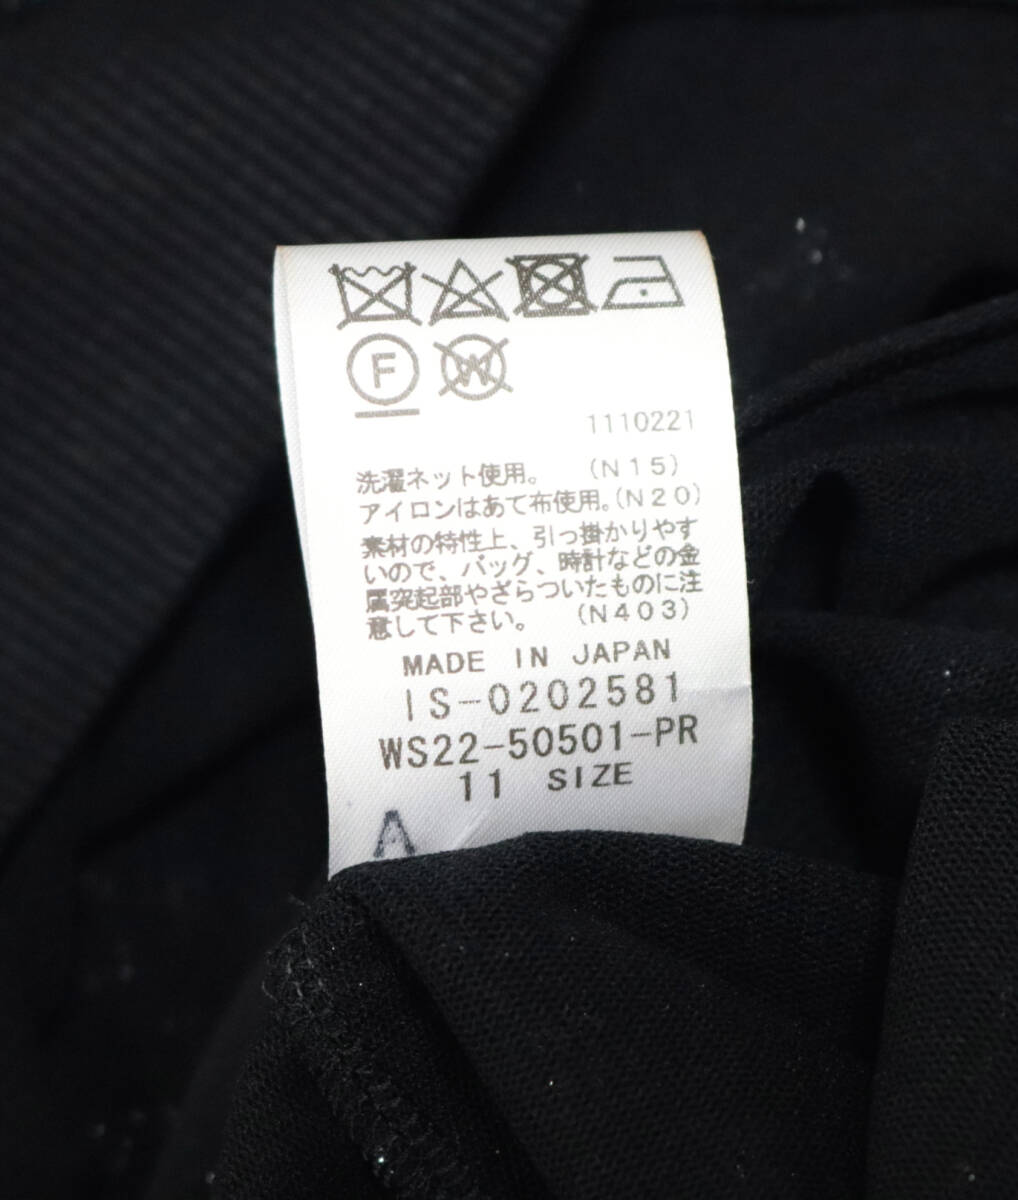 F W
1110221
洗濯ネット使用。 (N15)
アイロンはあて布使用。(N20)
素材の特性上、引っ掛かりやす
いので、バッグ、時計などの金
属突起部やざらついたものに注
意して下さい。 (N403)
MADE IN JAPAN
IS-0202581
WS22-50501-PR
11 SIZE
A